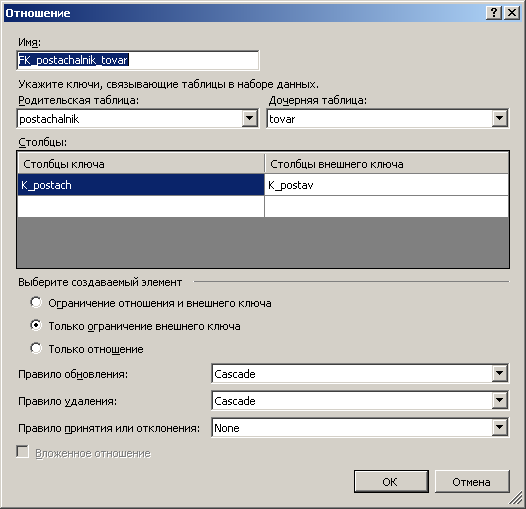 Отношение
Имя:
FK_postachalnik_tovar
Укажите ключи, связывающие таблицы в наборе данных.
Родительская таблица: Дочерняя таблица:
postachalnik tovar
Столбцы:
Столбцы ключа Столбцы внешнего ключа
K_postach K_postav
Выберите создаваемый элемент
Ограничение отношения и внешнего ключа
Только ограничение внешнего ключа
Только отношение
Правило обновления: Cascade
Правило удаления: Cascade
Правило принятия или отклонения: None
Вложенное отношение
OK Отмена